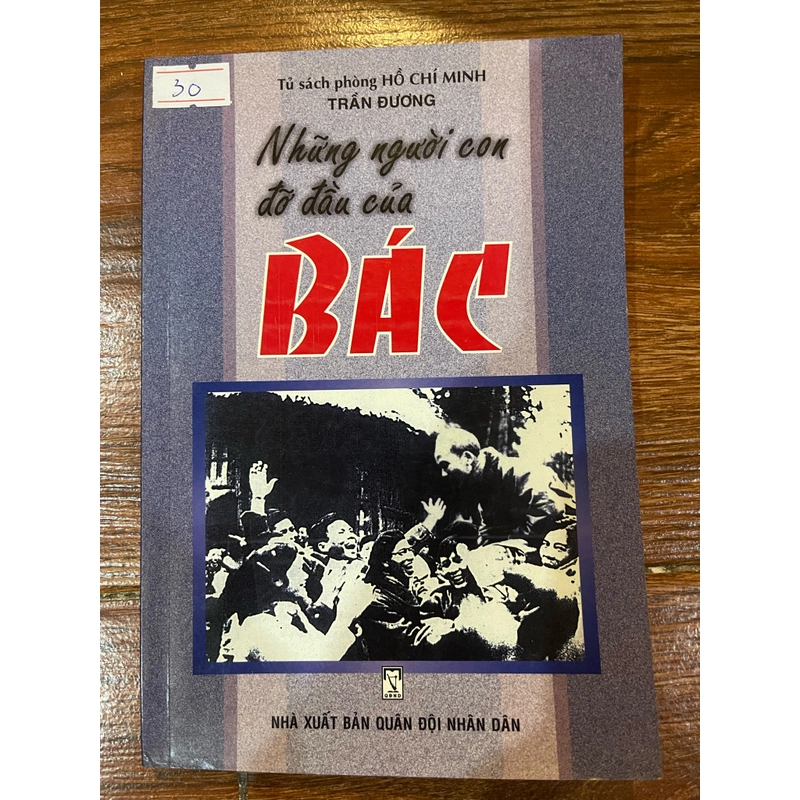 30
Tủ sách phòng HỒ CHÍ MINH
TRẦN ĐƯƠNG
Những người con
đỡ đầu của
BÁC
QĐND
NHÀ XUẤT BẢN QUÂN ĐỘI NHÂN DÂN